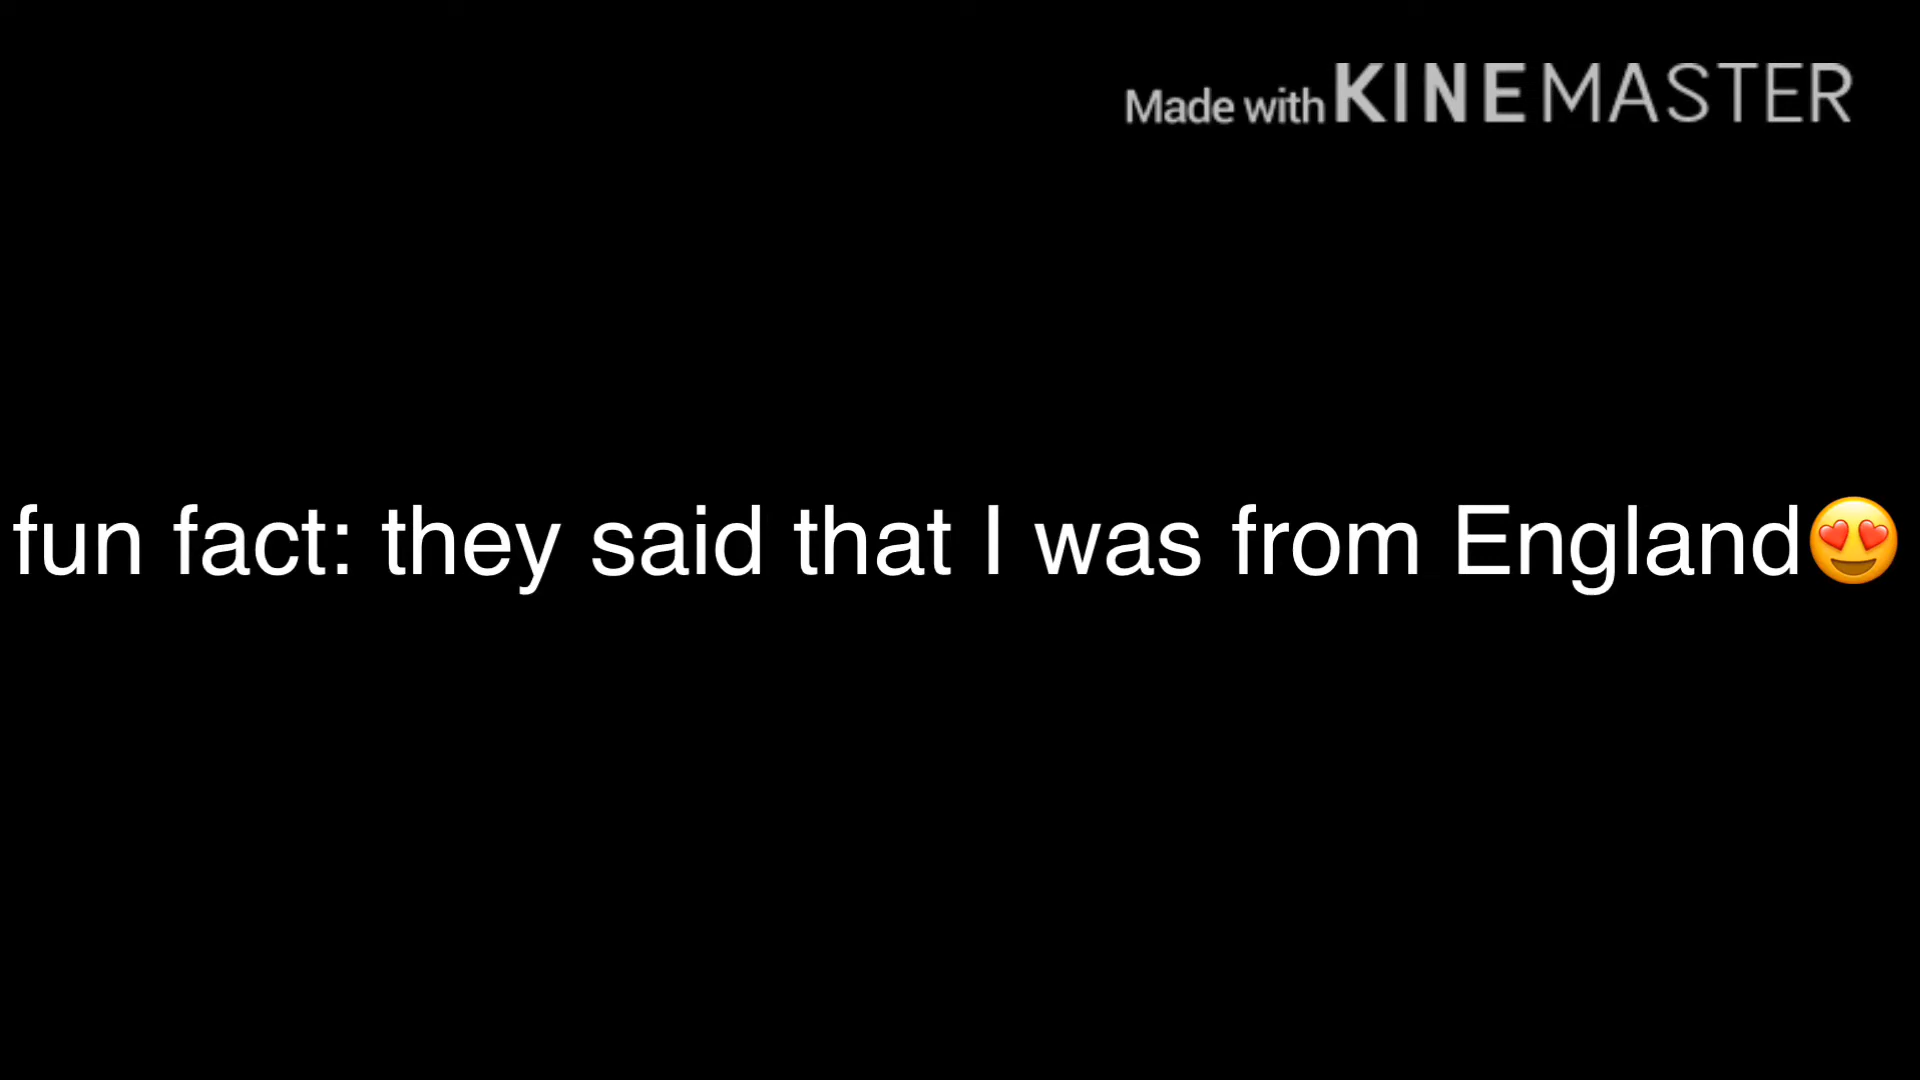 Made with KINEMASTER
fun fact: they said that I was from England😍